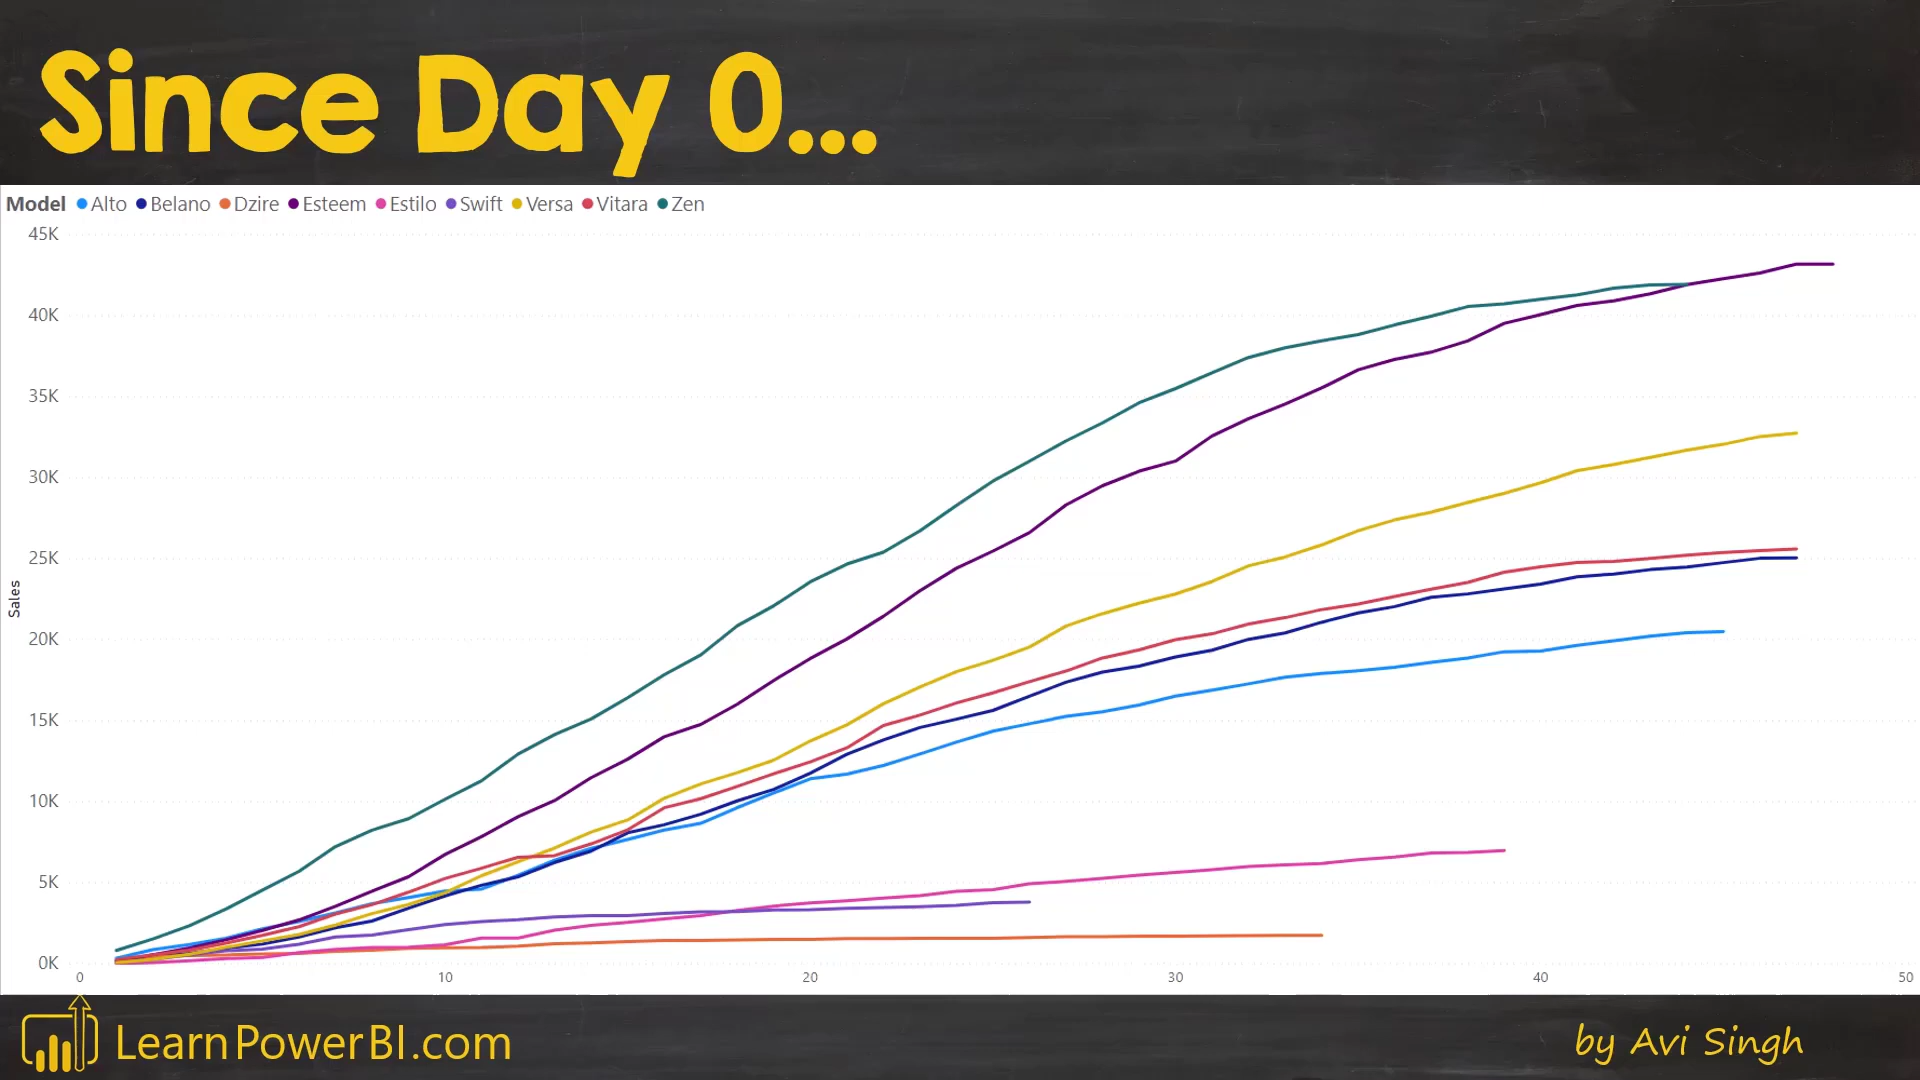 Since Day 0...
Model Alto Belano Dzire Esteem Estilo Swift Versa Vitara Zen
45K
40K
35K
30K
25K
20K
15K
10K
5K
0K
Sales
0 10 20 30 40 50
LearnPowerBI.com
by Avi Singh